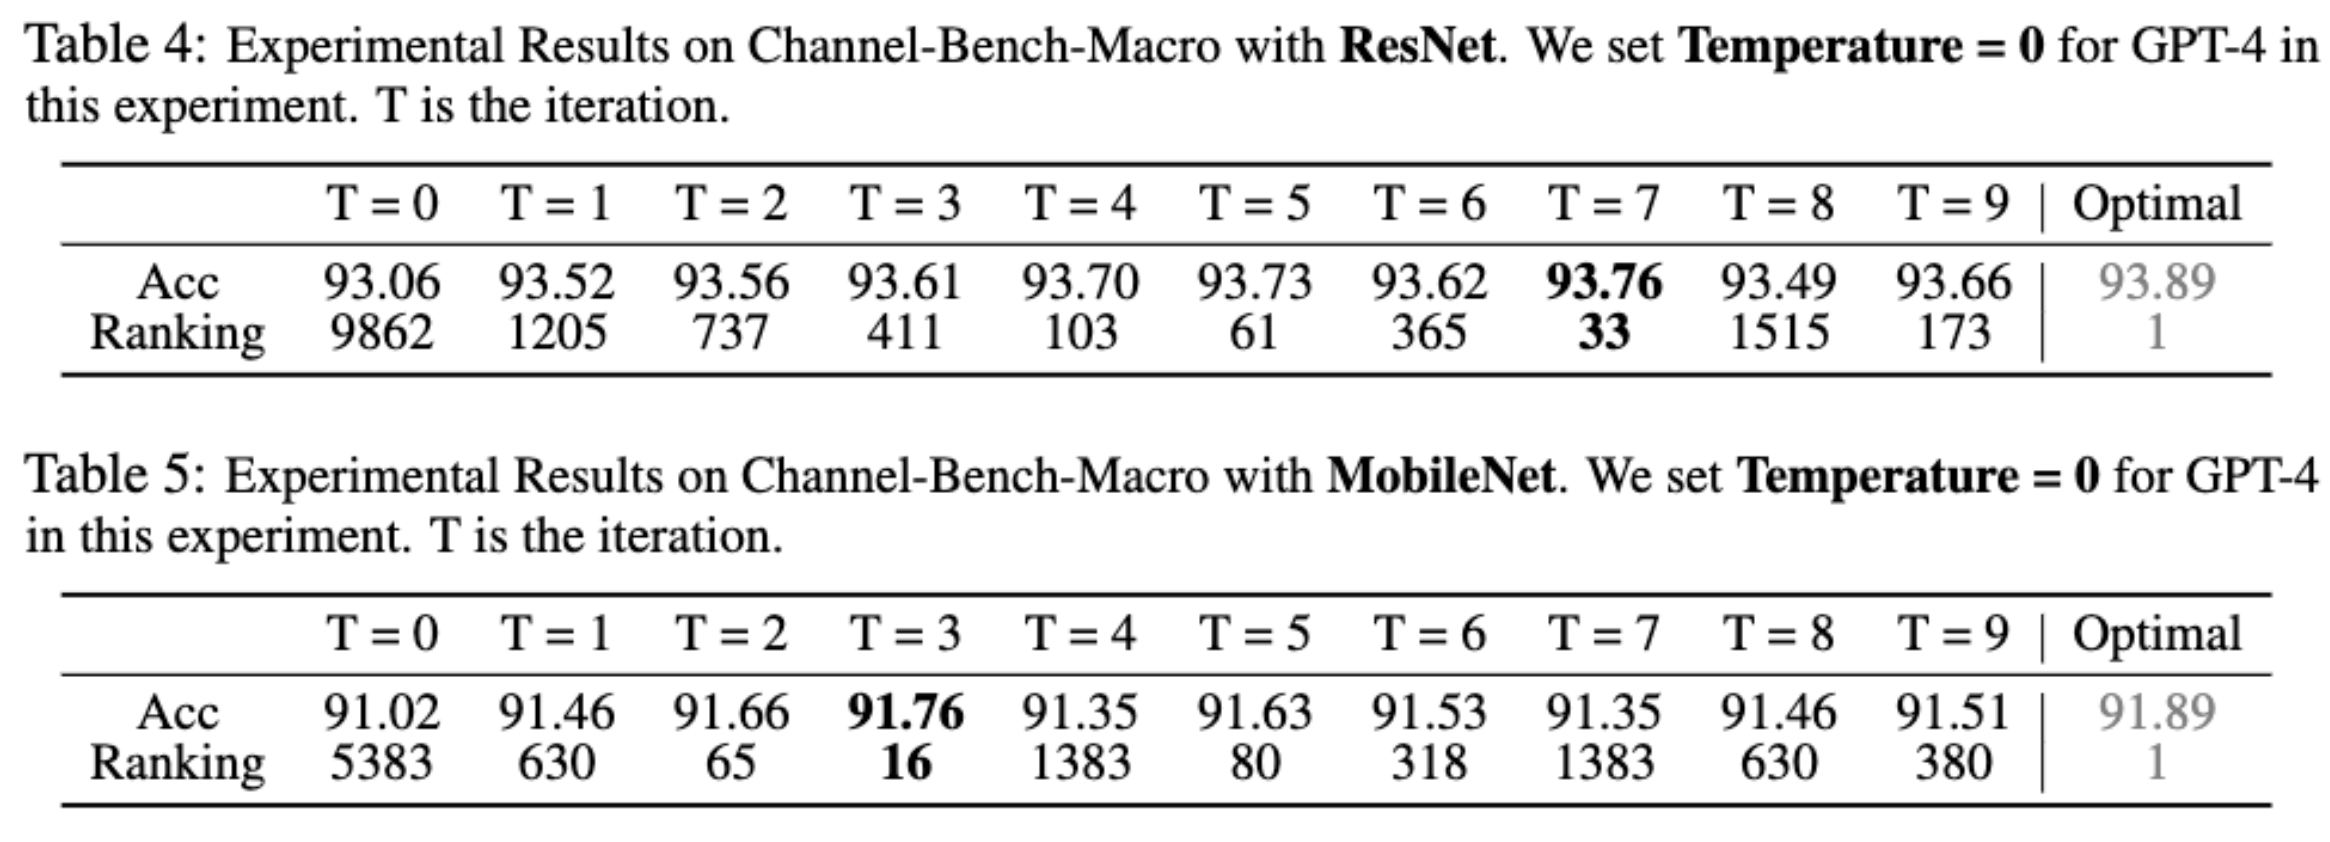 Table 4: Experimental Results on Channel-Bench-Macro with ResNet. We set Temperature = 0 for GPT-4 in
this experiment. T is the iteration.
T = 0 T = 1 T = 2 T = 3 T = 4 T = 5 T = 6 T = 7 T = 8 T = 9 | Optimal
Acc 93.06 93.52 93.56 93.61 93.70 93.73 93.62 93.76 93.49 93.66 93.89
Ranking 9862 1205 737 411 103 61 365 33 1515 173 1
Table 5: Experimental Results on Channel-Bench-Macro with MobileNet. We set Temperature = 0 for GPT-4
in this experiment. T is the iteration.
T = 0 T = 1 T = 2 T = 3 T = 4 T = 5 T = 6 T = 7 T = 8 T = 9 | Optimal
Acc 91.02 91.46 91.66 91.76 91.35 91.63 91.53 91.35 91.46 91.51 91.89
Ranking 5383 630 65 16 1383 80 318 1383 630 380 1